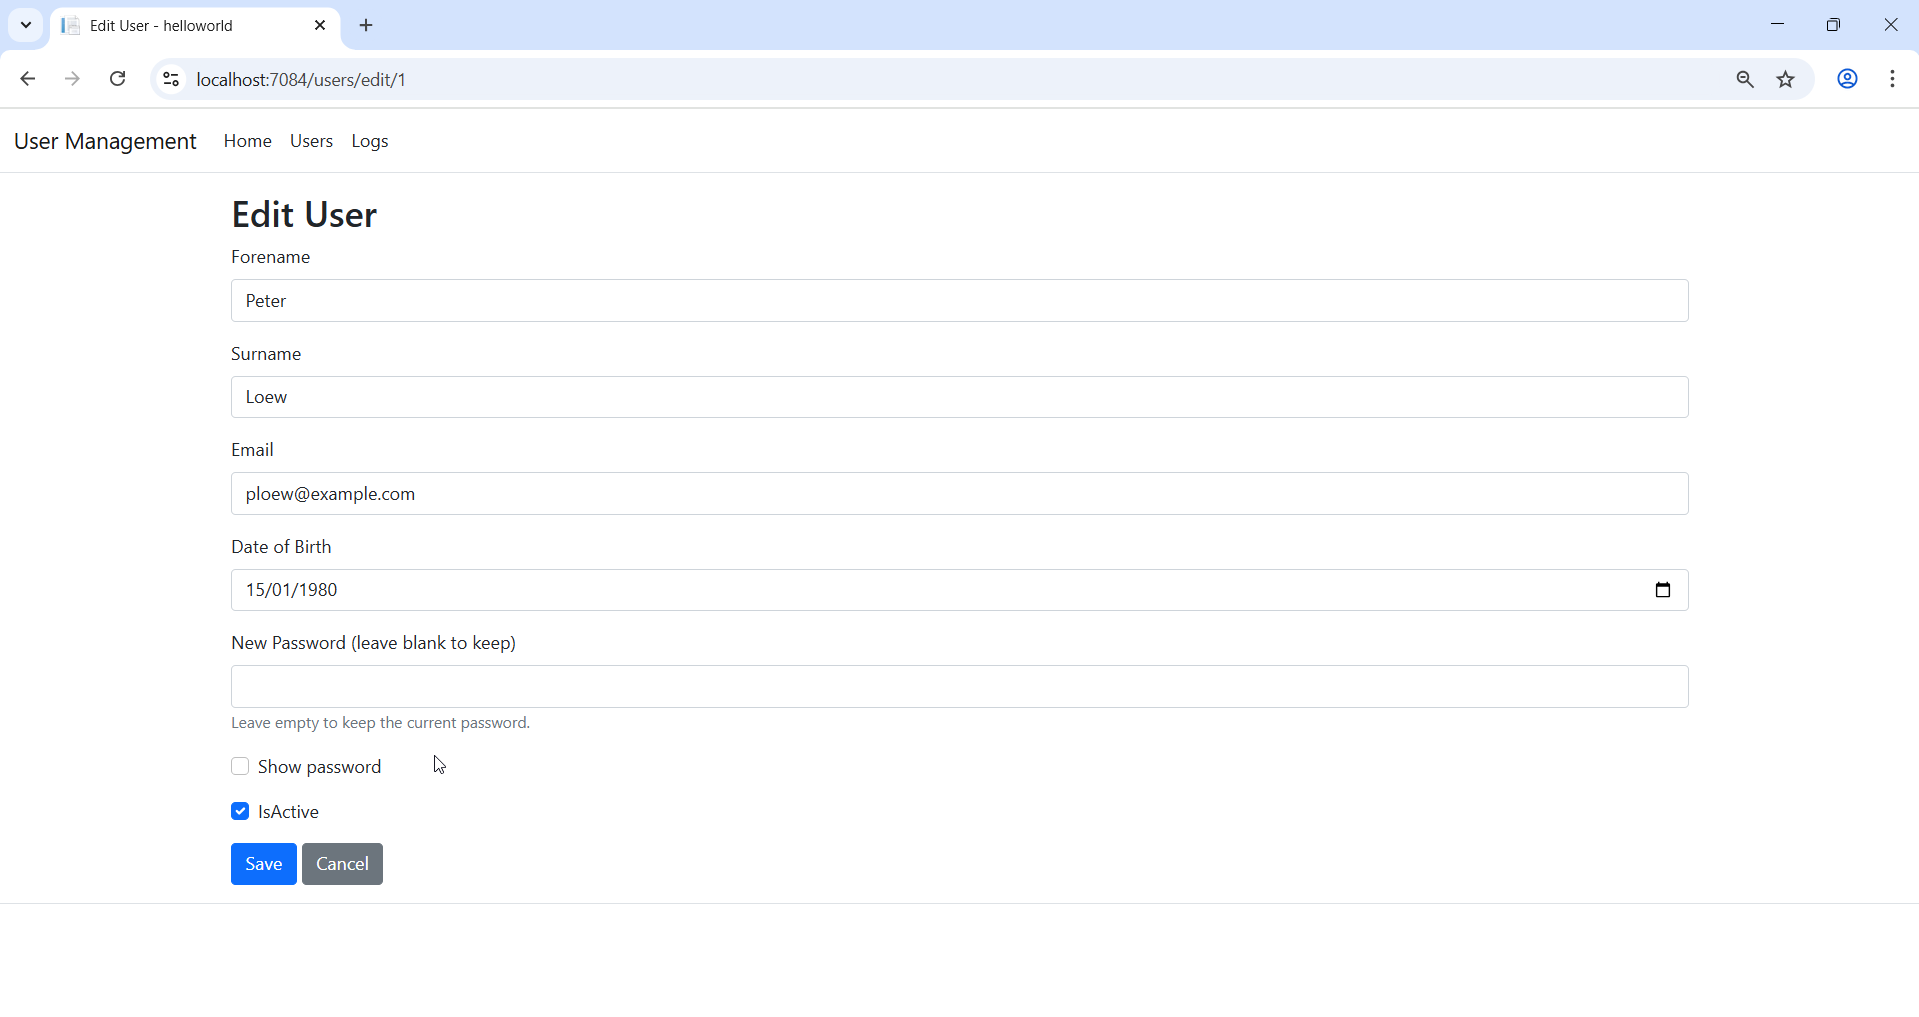 Edit User - helloworld
localhost:7084/users/edit/1
User Management Home Users Logs
Edit User
Forename
Peter
Surname
Loew
Email
ploew@example.com
Date of Birth
15/01/1980
New Password (leave blank to keep)
Leave empty to keep the current password.
Show password
IsActive
Save Cancel